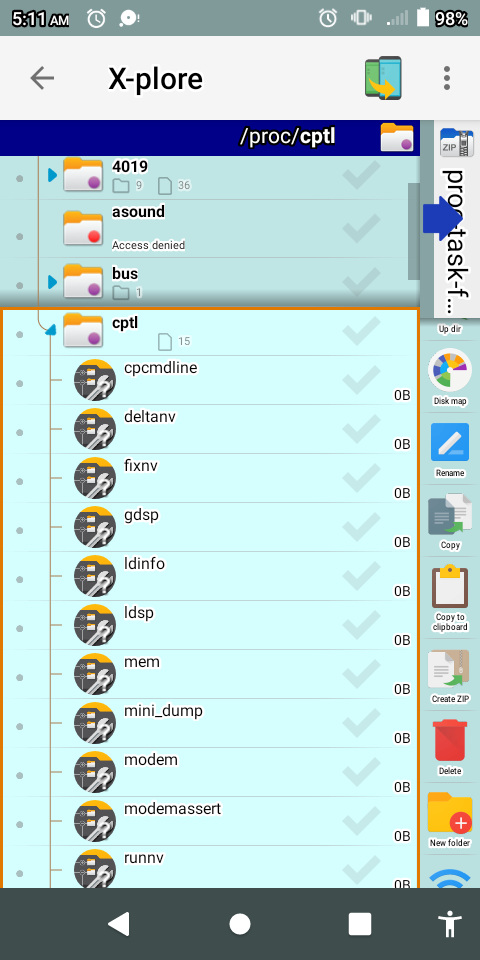 5:11 AM 98%
X-plore
/proc/cptl
ZIP
proc-task-f...
4019
9 36
asound
Access denied
bus
1
Up dir
cptl
15
cpcmdline
0B
Disk map
deltanv
0B
fixnv
0B
Rename
gdsp
0B
Copy
ldinfo
0B
ldsp
0B
Copy to
clipboard
mem
0B
Create ZIP
mini_dump
0B
modem
0B
Delete
modemassert
0B
New folder
runnv
0B